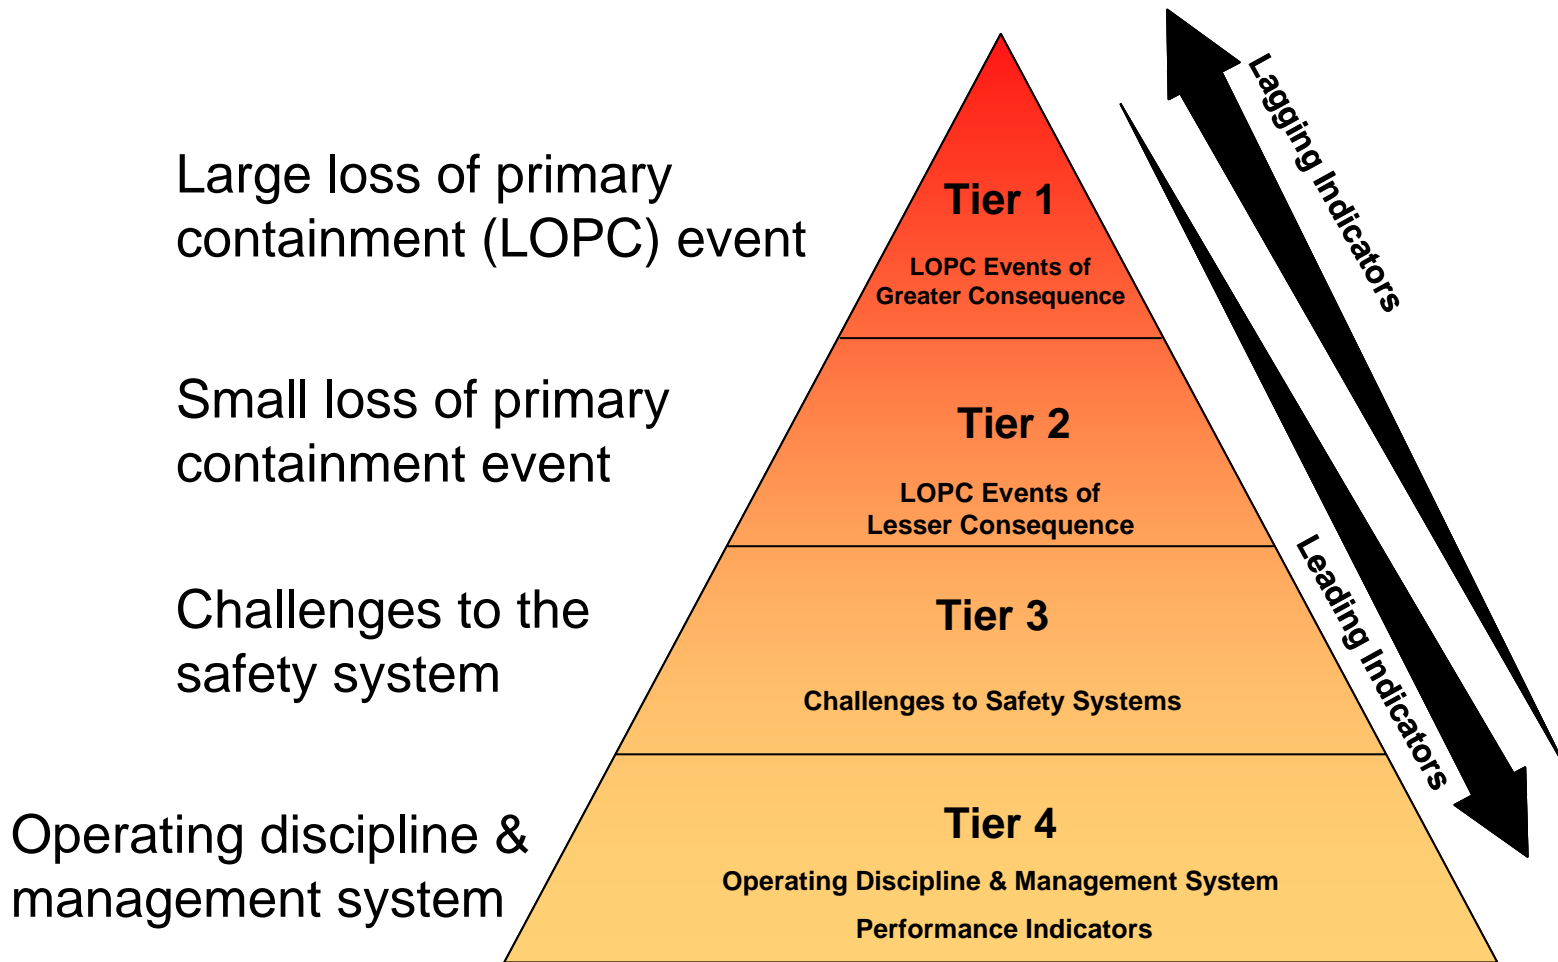 Large loss of primary
containment (LOPC) event
Small loss of primary
containment event
Challenges to the
safety system
Operating discipline &
management system
Tier 1
LOPC Events of
Greater Consequence
Tier 2
LOPC Events of
Lesser Consequence
Tier 3
Challenges to Safety Systems
Tier 4
Operating Discipline & Management System
Performance Indicators
Lagging Indicators
Leading Indicators